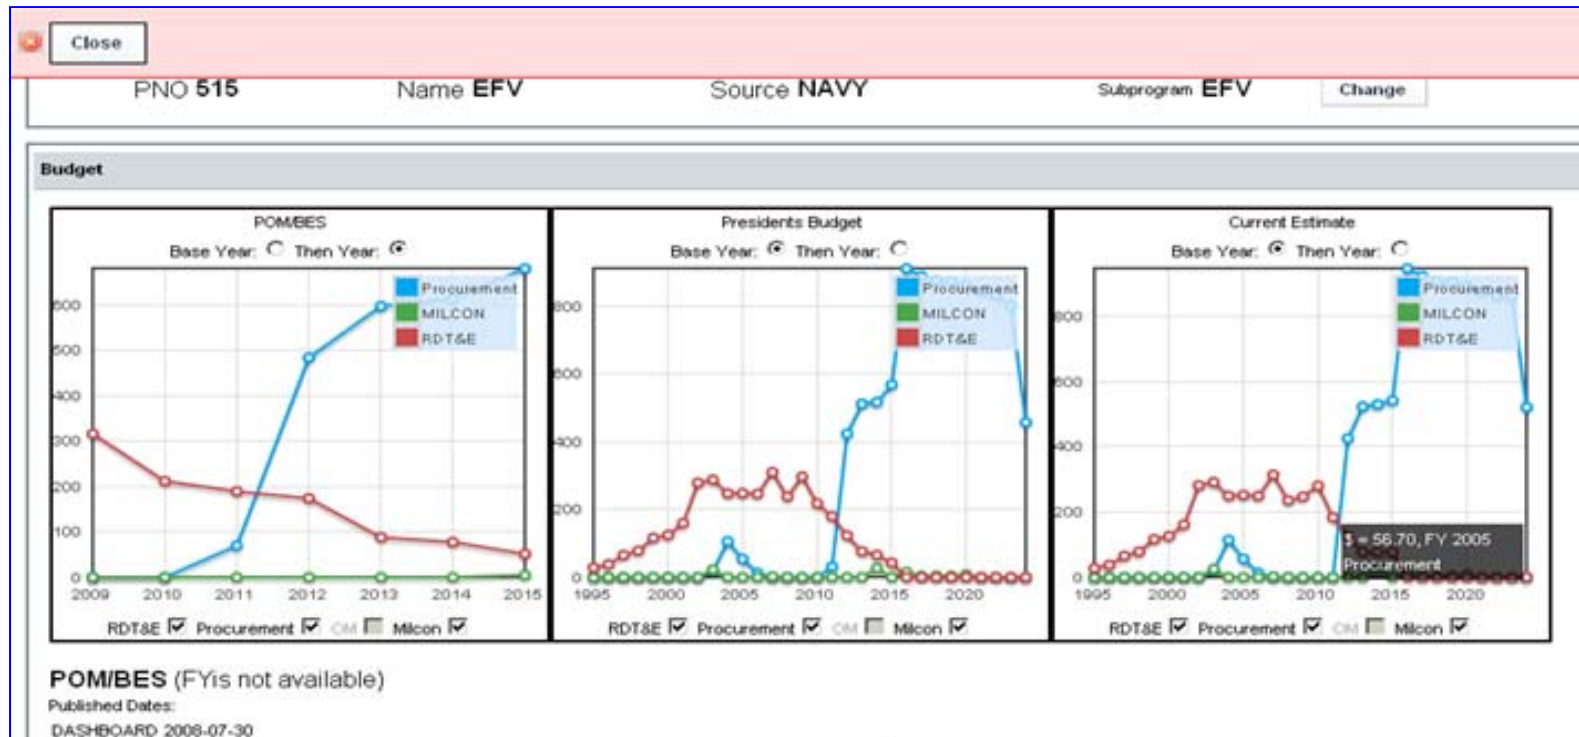 Close
PNO 515 Name EFV Source NAVY Subprogram EFV Change
Budget
POM/BES
Base Year: Then Year:
Procurement
MILCON
RDT&E
600
500
400
300
200
100
0
2009 2010 2011 2012 2013 2014 2015
RDT&E Procurement OM Milcon
Presidents Budget
Base Year: Then Year:
Procurement
MILCON
RDT&E
800
600
400
200
0
1995 2000 2005 2010 2015 2020
RDT&E Procurement OM Milcon
Current Estimate
Base Year: Then Year:
Procurement
MILCON
RDT&E
800
600
400
200
0
$ = 56.70, FY 2005
Procurement
1995 2000 2005 2010 2015 2020
RDT&E Procurement OM Milcon
POM/BES (FYis not available)
Published Dates:
DASHBOARD 2008-07-30